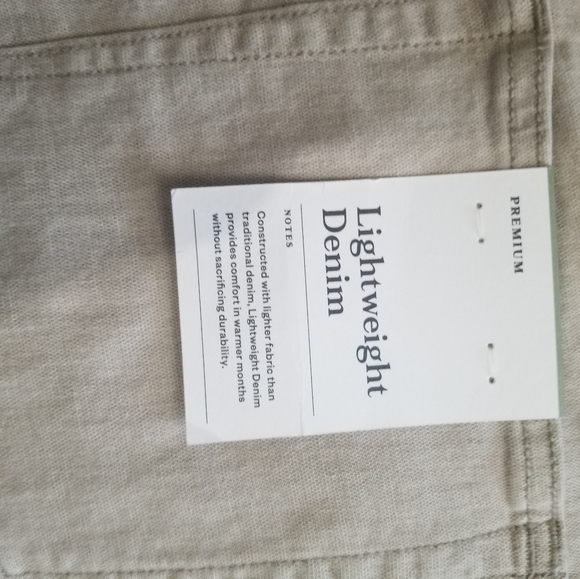 PREMIUM
Lightweight
Denim
NOTES
Constructed with lighter fabric than
traditional denim, Lightweight Denim
provides comfort in warmer months
without sacrificing durability.